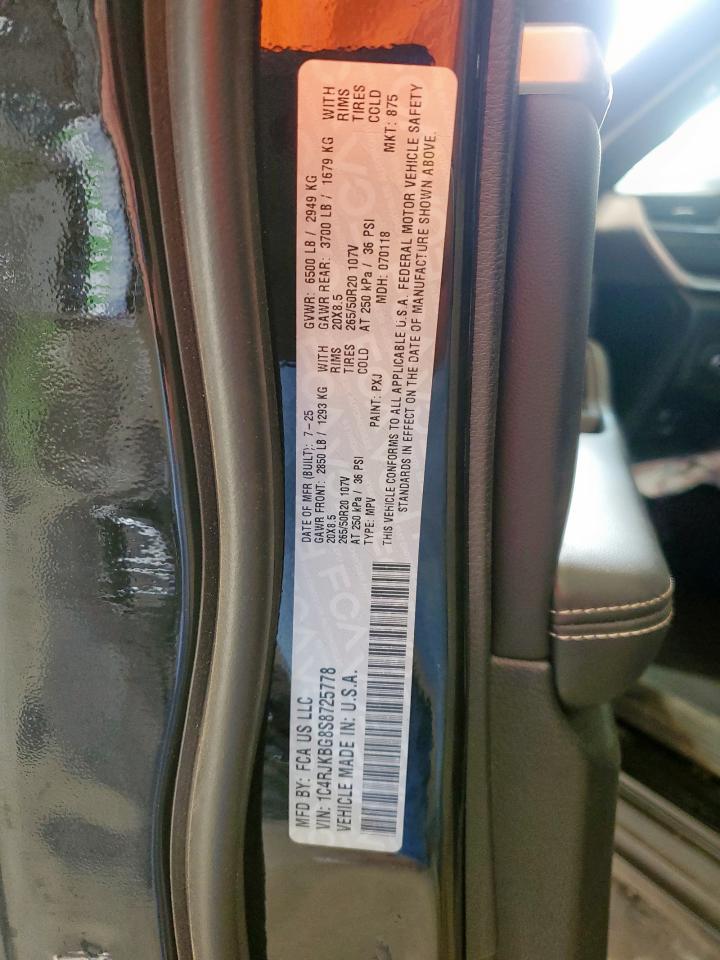 MFD BY: FCA US LLC
VIN: 1C4RJKBG8S8725778
VEHICLE MADE IN: U.S.A.
DATE OF MFR (BUILT): 7-25 GVWR: 6500 LB / 2949 KG
GAWR FRONT: 2850 LB / 1293 KG WITH GAWR REAR: 3700 LB / 1679 KG WITH
20X8.5 RIMS 20X8.5 RIMS
265/50R20 107V TIRES 265/50R20 107V TIRES
AT 250 kPa / 36 PSI COLD AT 250 kPa / 36 PSI COLD
TYPE: MPV PAINT: PXJ MDH: 070118 MKT: 875
THIS VEHICLE CONFORMS TO ALL APPLICABLE U.S.A. FEDERAL MOTOR VEHICLE SAFETY
STANDARDS IN EFFECT ON THE DATE OF MANUFACTURE SHOWN ABOVE.